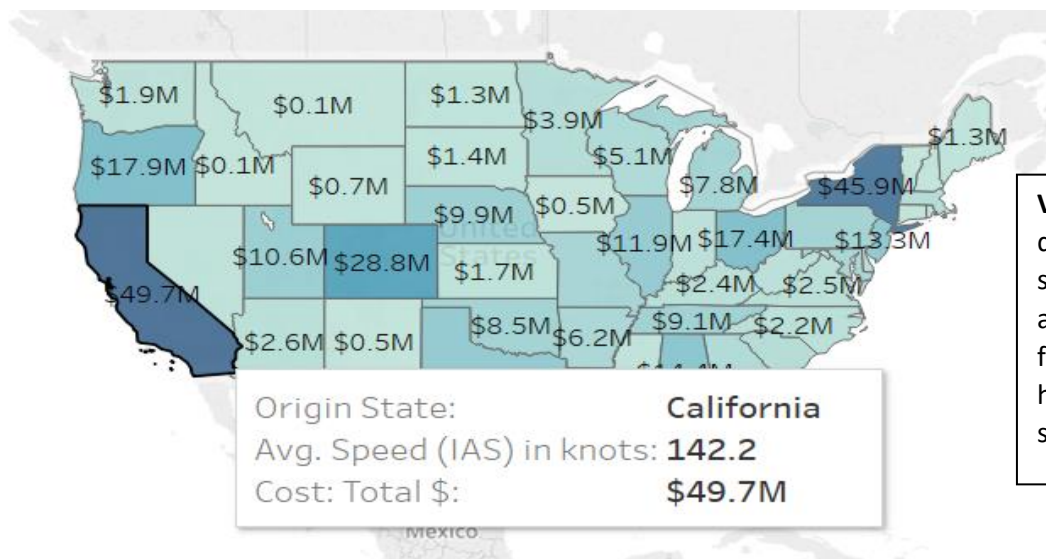 $1.9M
$0.1M
$1.3M
$3.9M
$1.3M
$17.9M
$0.1M
$0.7M
$1.4M
$5.1M
$7.8M
$45.9M
$0.5M
$9.9M
United
States
$49.7M
$10.6M
$28.8M
$1.7M
$11.9M
$17.4M
$13.3M
$2.4M
$2.5M
$2.6M
$0.5M
$8.5M
$6.2M
$9.1M
$2.2M
Origin State: California
Avg. Speed (IAS) in knots: 142.2
Cost: Total $: $49.7M
Mexico